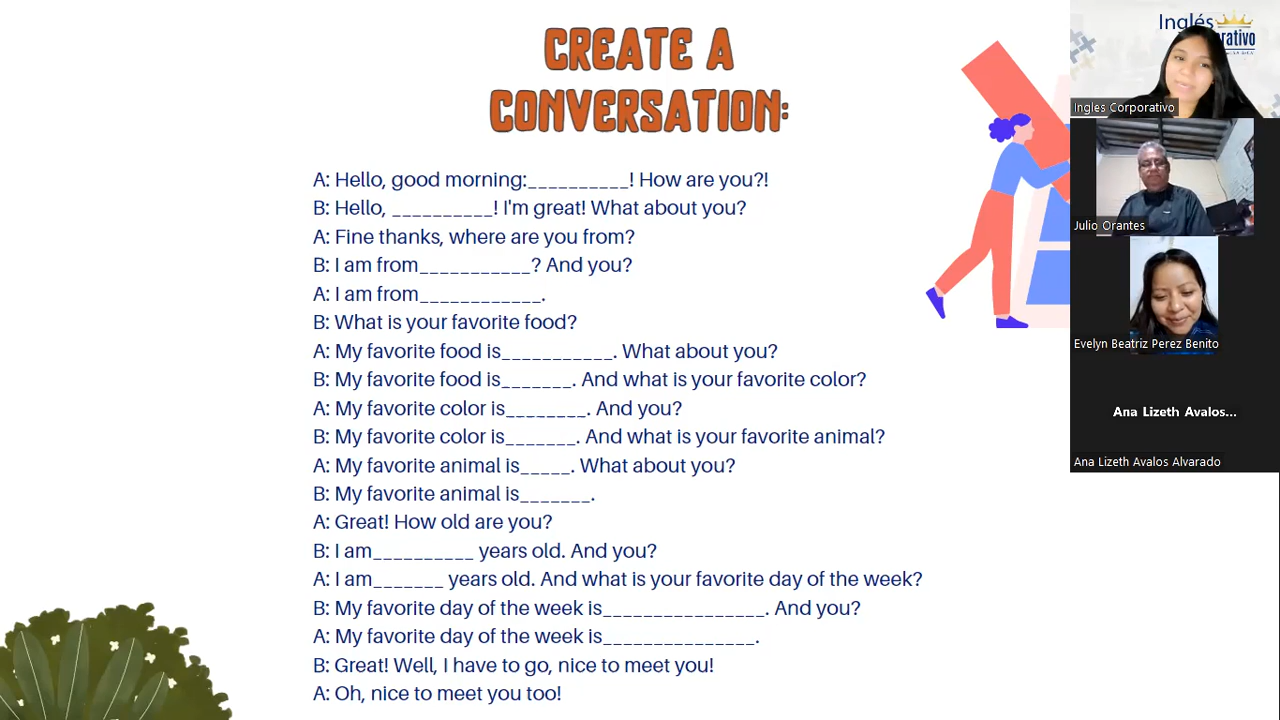 CREATE A
CONVERSATION:
A: Hello, good morning:__________! How are you?!
B: Hello, __________! I'm great! What about you?
A: Fine thanks, where are you from?
B: I am from___________? And you?
A: I am from____________.
B: What is your favorite food?
A: My favorite food is___________. What about you?
B: My favorite food is_______. And what is your favorite color?
A: My favorite color is________. And you?
B: My favorite color is_______. And what is your favorite animal?
A: My favorite animal is_____. What about you?
B: My favorite animal is_______.
A: Great! How old are you?
B: I am__________ years old. And you?
A: I am_______ years old. And what is your favorite day of the week?
B: My favorite day of the week is________________. And you?
A: My favorite day of the week is_______________.
B: Great! Well, I have to go, nice to meet you!
A: Oh, nice to meet you too!
Inglés
Ingles Corporativo
Julio Orantes
Evelyn Beatriz Perez Benito
Ana Lizeth Avalos...
Ana Lizeth Avalos Alvarado